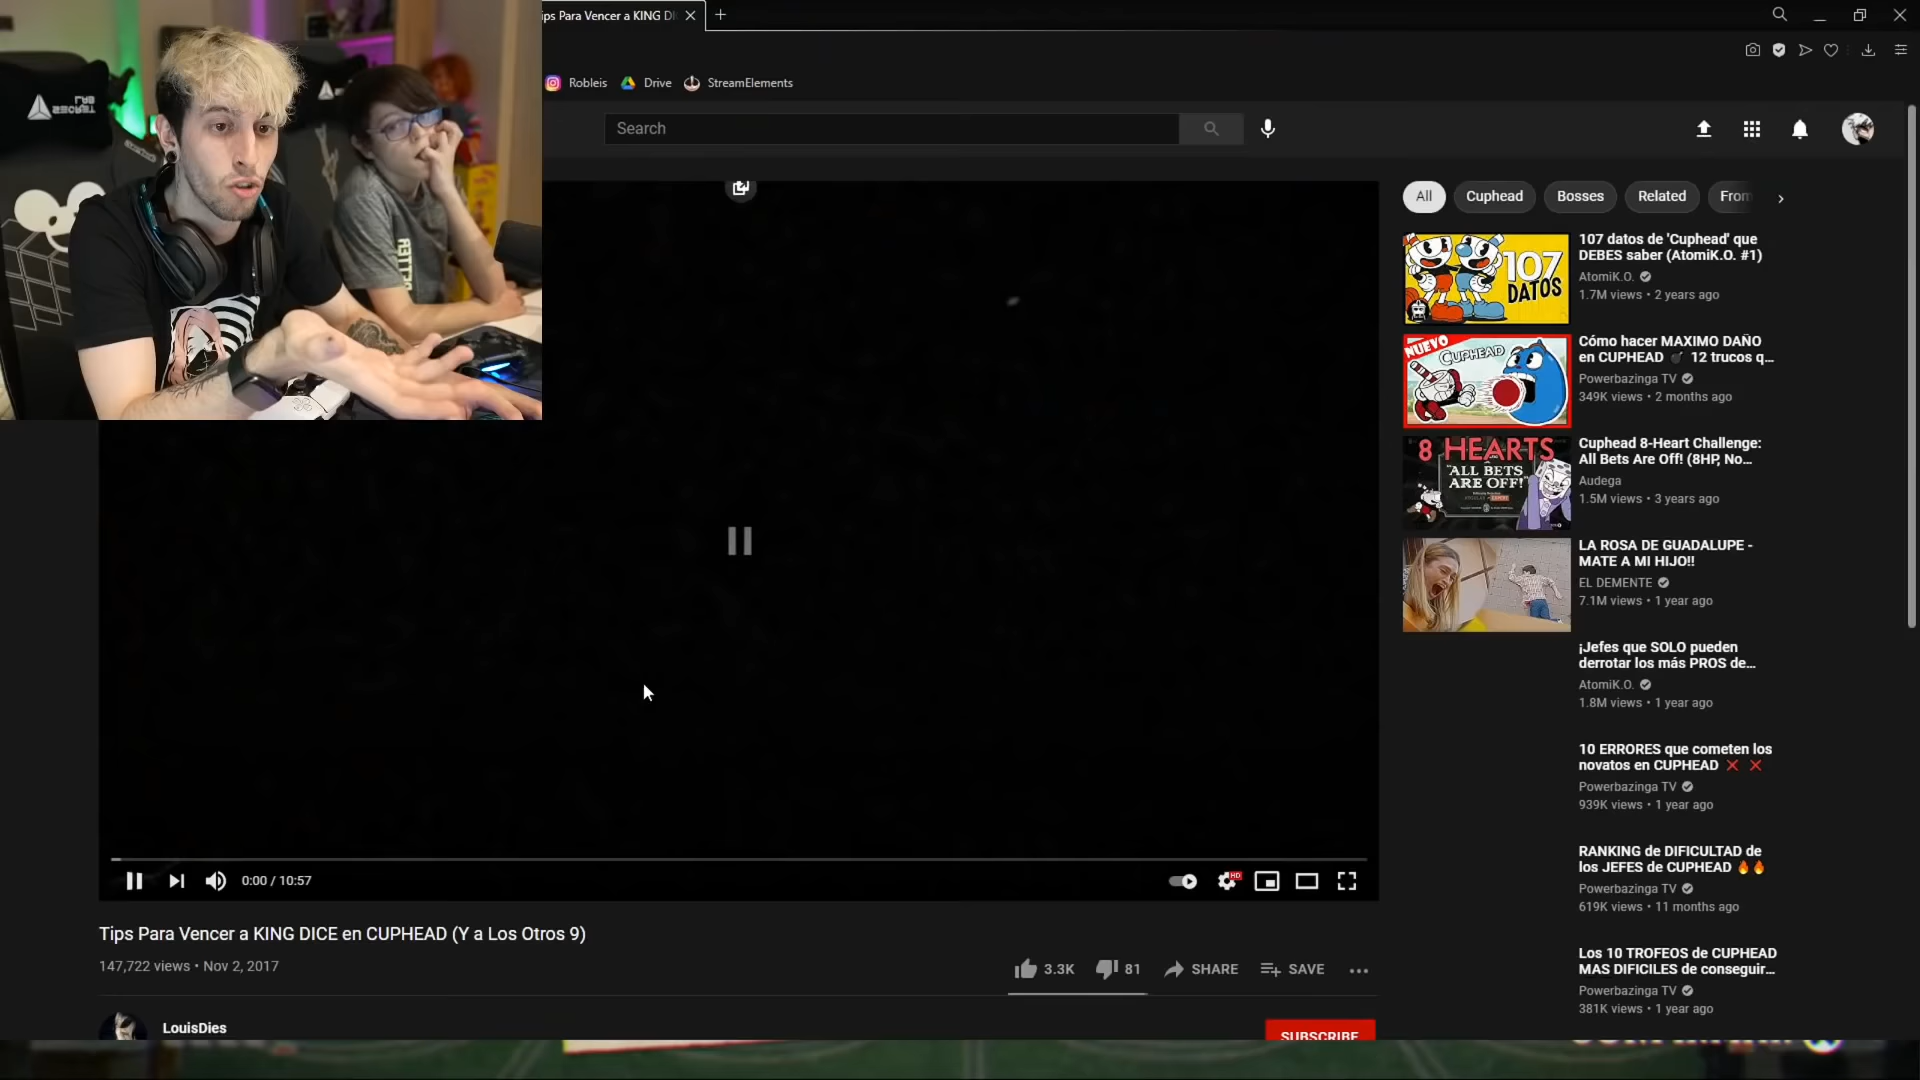 ips Para Vencer a KING DI
Robleis
Drive
StreamElements
Search
SECRET
LAB
BETTER
All
Cuphead
Bosses
Related
From
107 datos de 'Cuphead' que
DEBES saber (AtomiK.O. #1)
AtomiK.O.
1.7M views • 2 years ago
107
DATOS
Cómo hacer MAXIMO DAÑO
en CUPHEAD 💣 12 trucos q...
Powerbazinga TV
349K views • 2 months ago
NUEVO
CUPHEAD
Cuphead 8-Heart Challenge:
All Bets Are Off! (8HP, No...
Audega
1.5M views • 3 years ago
8 HEARTS
"ALL BETS
ARE OFF!"
LA ROSA DE GUADALUPE -
MATE A MI HIJO!!
EL DEMENTE
7.1M views • 1 year ago
¡Jefes que SOLO pueden
derrotar los más PROS de...
AtomiK.O.
1.8M views • 1 year ago
10 ERRORES que cometen los
novatos en CUPHEAD ❌ ❌
Powerbazinga TV
939K views • 1 year ago
RANKING de DIFICULTAD de
los JEFES de CUPHEAD 🔥🔥
Powerbazinga TV
619K views • 11 months ago
Los 10 TROFEOS de CUPHEAD
MAS DIFICILES de conseguir...
Powerbazinga TV
381K views • 1 year ago
0:00 / 10:57
HD
Tips Para Vencer a KING DICE en CUPHEAD (Y a Los Otros 9)
147,722 views • Nov 2, 2017
3.3K
81
SHARE
SAVE
LouisDies
SUBSCRIBE